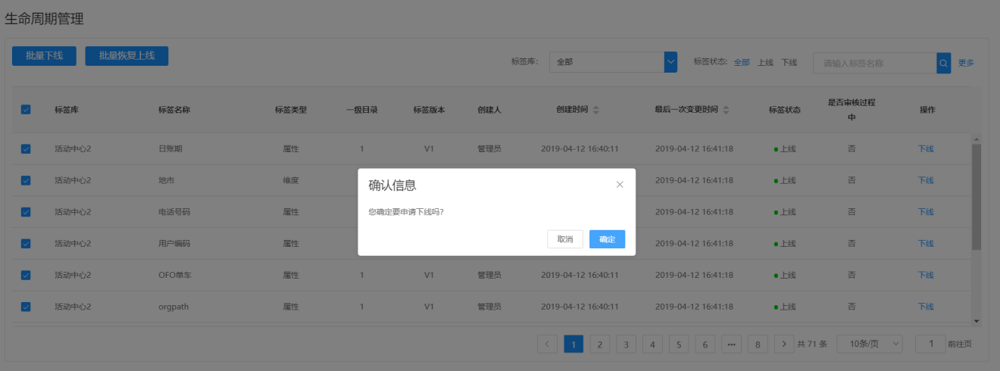 生命周期管理
批量下线 批量恢复上线 标签库: 全部 标签状态: 全部 上线 下线 请输入标签名称 更多
标签库 标签名称 标签类型 一级目录 标签版本 创建人 创建时间 最后一次变更时间 标签状态 是否审核过程中 操作
活动中心2 日账期 属性 1 V1 管理员 2019-04-12 16:40:11 2019-04-12 16:41:18 上线 否 下线
活动中心2 地市 维度 2019-04-12 16:41:18 上线 否 下线
活动中心2 电话号码 属性 2019-04-12 16:41:18 上线 否 下线
活动中心2 用户编码 属性 2019-04-12 16:41:18 上线 否 下线
活动中心2 OFO单车 属性 1 V1 管理员 2019-04-12 16:40:11 2019-04-12 16:41:18 上线 否 下线
活动中心2 orgpath 属性 1 V1 管理员 2019-04-12 16:40:11 2019-04-12 16:41:18 上线 否 下线
确认信息
您确定要申请下线吗?
取消 确定
1 2 3 4 5 6 ••• 8 共 71 条 10条/页 1 前往页